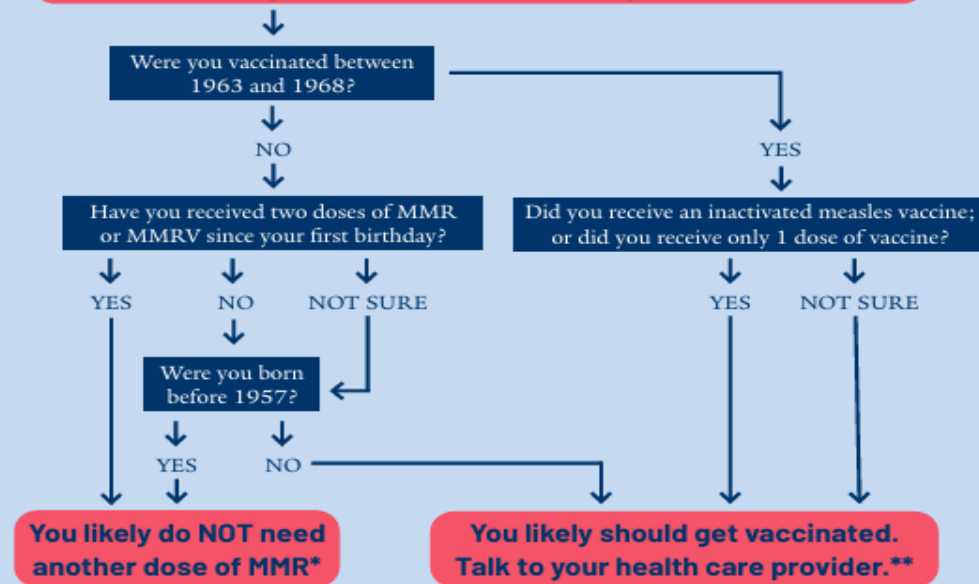 Were you vaccinated between
1963 and 1968?
NO
YES
Have you received two doses of MMR
or MMRV since your first birthday?
Did you receive an inactivated measles vaccine;
or did you receive only 1 dose of vaccine?
YES
NO
NOT SURE
YES
NOT SURE
Were you born
before 1957?
YES
NO
You likely do NOT need
another dose of MMR*
You likely should get vaccinated.
Talk to your health care provider.**